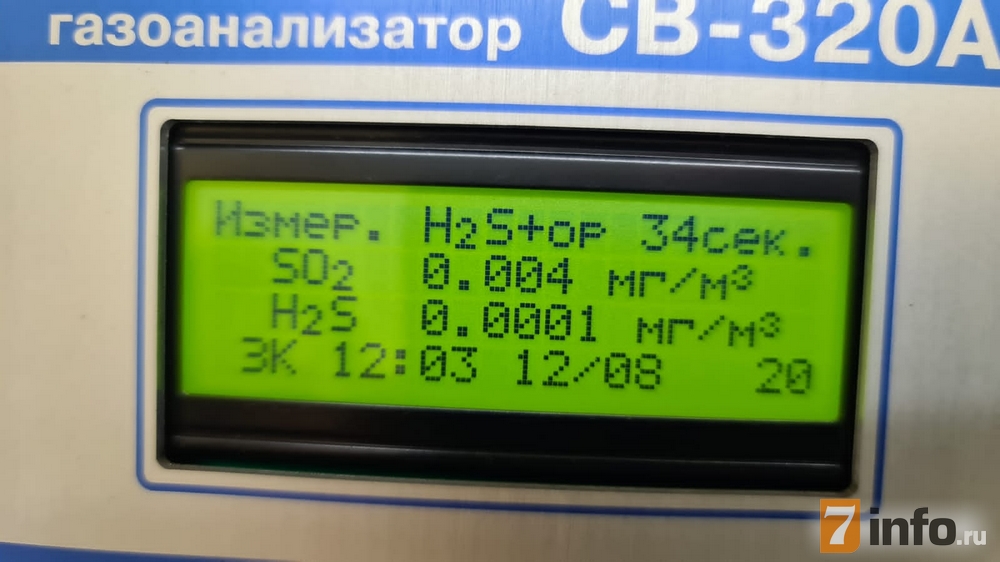 газоанализатор СВ-320А
Измер. H₂S+op 34сек.
SO₂ 0.004 мг/м³
H₂S 0.0001 мг/м³
ЗК 12:03 12/08 20
7info.ru